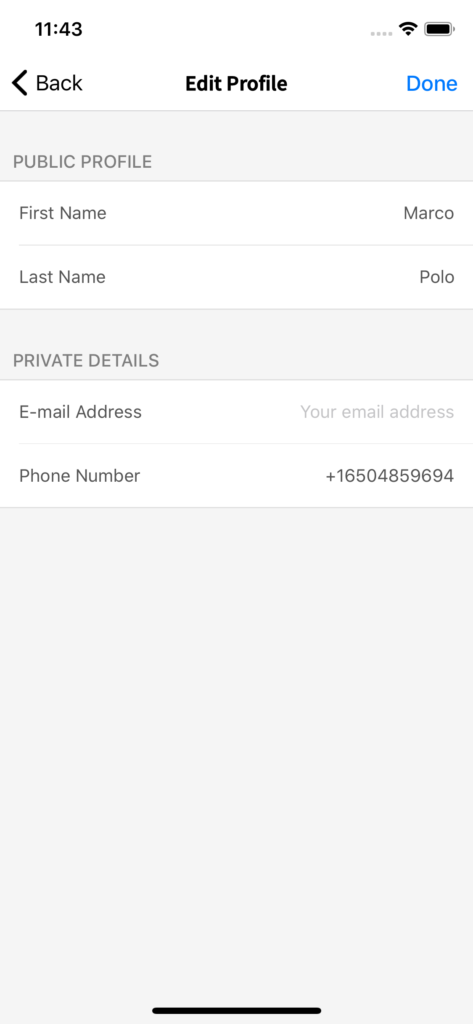 11:43
Back Edit Profile Done
PUBLIC PROFILE
First Name Marco
Last Name Polo
PRIVATE DETAILS
E-mail Address Your email address
Phone Number +16504859694